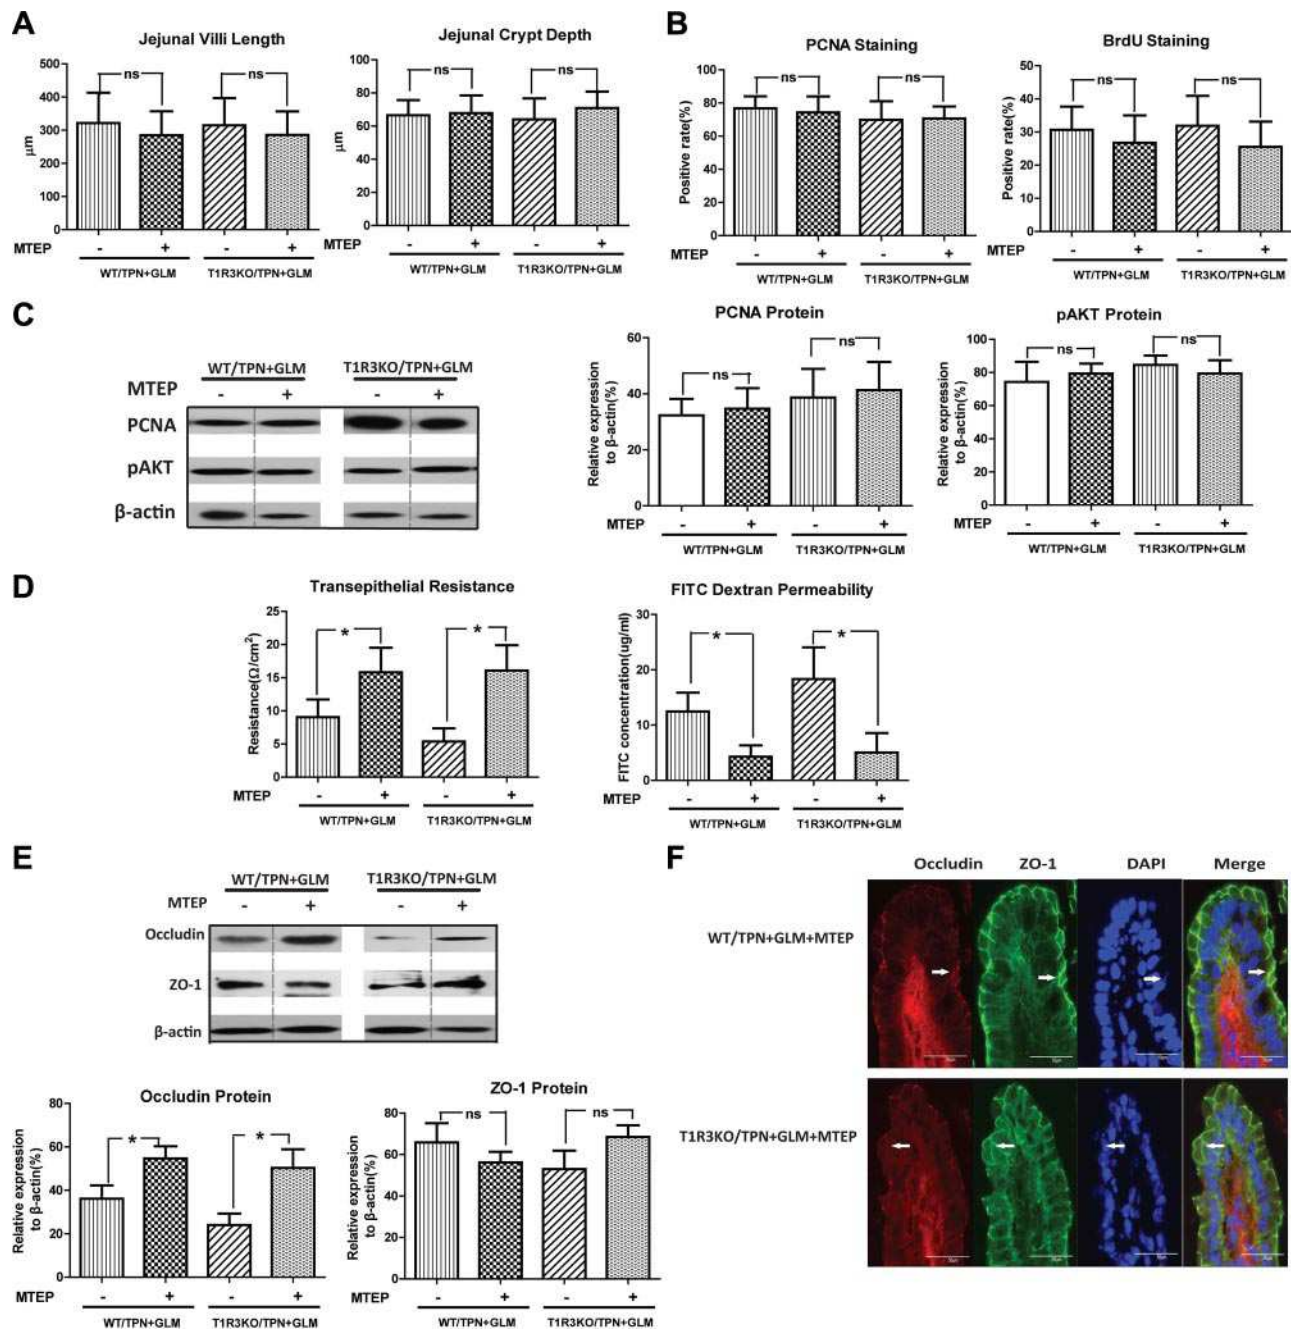 A
Jejunal Villi Length
500
400
300
200
100
0
μm
ns
ns
MTEP
- + - +
WT/TPN+GLM T1R3KO/TPN+GLM
Jejunal Crypt Depth
100
80
60
40
20
0
μm
ns
ns
- + - +
WT/TPN+GLM T1R3KO/TPN+GLM
B
PCNA Staining
100
80
60
40
20
0
Positive rate(%)
ns
ns
MTEP
- + - +
WT/TPN+GLM T1R3KO/TPN+GLM
BrdU Staining
50
40
30
20
10
0
Positive rate(%)
ns
ns
- + - +
WT/TPN+GLM T1R3KO/TPN+GLM
C
WT/TPN+GLM T1R3KO/TPN+GLM
MTEP - + - +
PCNA
pAKT
β-actin
PCNA Protein
60
40
20
0
Relative expression
to β-actin(%)
ns
ns
MTEP - + - +
WT/TPN+GLM T1R3KO/TPN+GLM
pAKT Protein
100
80
60
40
20
0
Relative expression
to β-actin(%)
ns
ns
MTEP - + - +
WT/TPN+GLM T1R3KO/TPN+GLM
D
Transepithelial Resistance
25
20
15
10
5
0
Resistance(Ω/cm²)
*
*
MTEP - + - +
WT/TPN+GLM T1R3KO/TPN+GLM
FITC Dextran Permeability
30
20
10
0
FITC concentration(ug/ml)
*
*
MTEP - + - +
WT/TPN+GLM T1R3KO/TPN+GLM
E
WT/TPN+GLM T1R3KO/TPN+GLM
MTEP - + - +
Occludin
ZO-1
β-actin
Occludin Protein
80
60
40
20
0
Relative expression
to β-actin(%)
*
*
MTEP - + - +
WT/TPN+GLM T1R3KO/TPN+GLM
ZO-1 Protein
80
60
40
20
0
Relative expression
to β-actin(%)
ns
ns
MTEP - + - +
WT/TPN+GLM T1R3KO/TPN+GLM
F
Occludin ZO-1 DAPI Merge
WT/TPN+GLM+MTEP
T1R3KO/TPN+GLM+MTEP